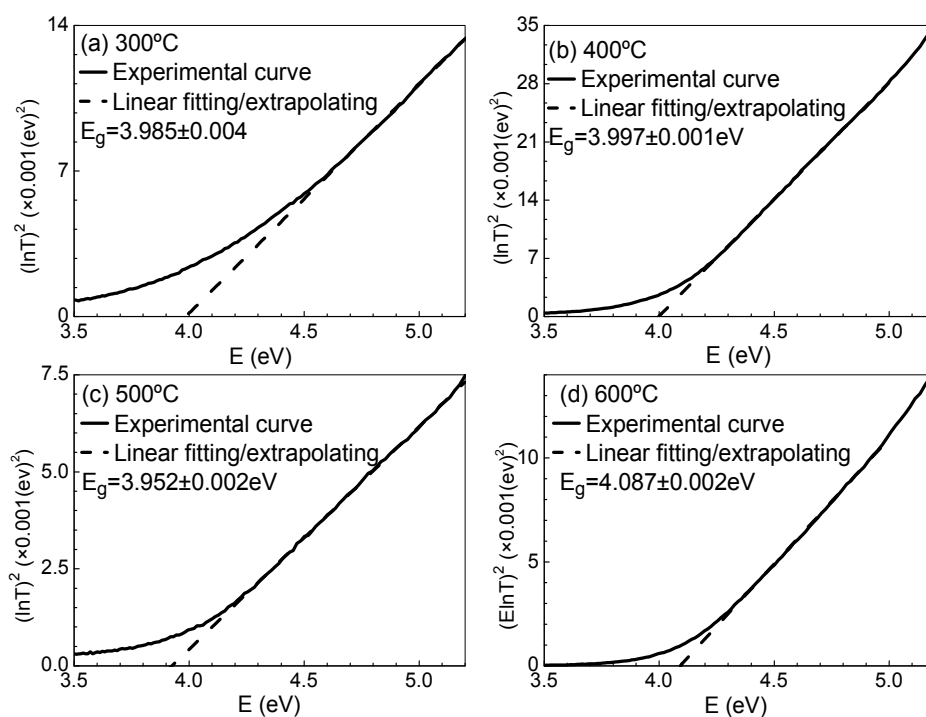 (a) 300ºC
Experimental curve
Linear fitting/extrapolating
E_g=3.985±0.004
(lnT)² (×0.001(ev)²)
14
7
0
3.5 4.0 4.5 5.0
E (eV)
(b) 400ºC
Experimental curve
Linear fitting/extrapolating
E_g=3.997±0.001eV
(lnT)² (×0.001(ev)²)
35
28
21
14
7
0
3.5 4.0 4.5 5.0
E (eV)
(c) 500ºC
Experimental curve
Linear fitting/extrapolating
E_g=3.952±0.002eV
(lnT)² (×0.001(ev)²)
7.5
5.0
2.5
0.0
3.5 4.0 4.5 5.0
E (eV)
(d) 600ºC
Experimental curve
Linear fitting/extrapolating
E_g=4.087±0.002eV
(ElnT)² (×0.001(ev)²)
10
5
0
3.5 4.0 4.5 5.0
E (eV)